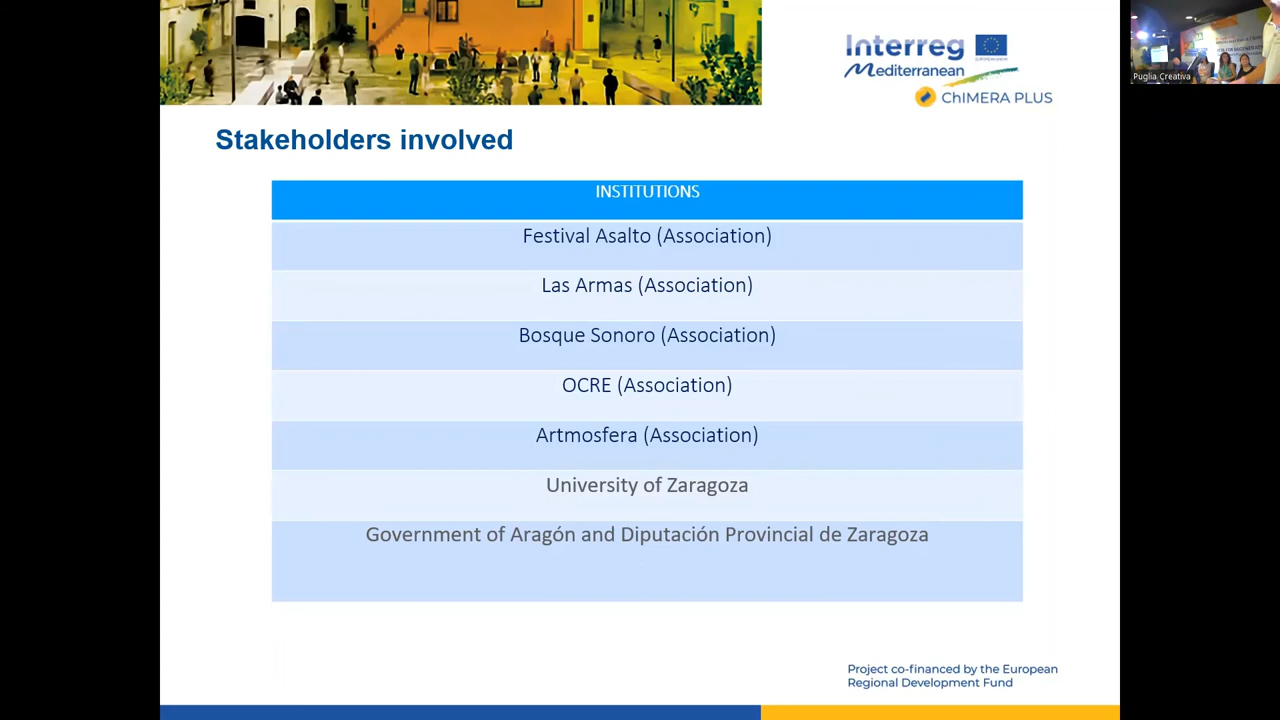 Interreg
EUROPEAN UNION
Mediterranean
ChIMERA PLUS
Puglia Creativa
Stakeholders involved
INSTITUTIONS
Festival Asalto (Association)
Las Armas (Association)
Bosque Sonoro (Association)
OCRE (Association)
Artmosfera (Association)
University of Zaragoza
Government of Aragón and Diputación Provincial de Zaragoza
Project co-financed by the European
Regional Development Fund